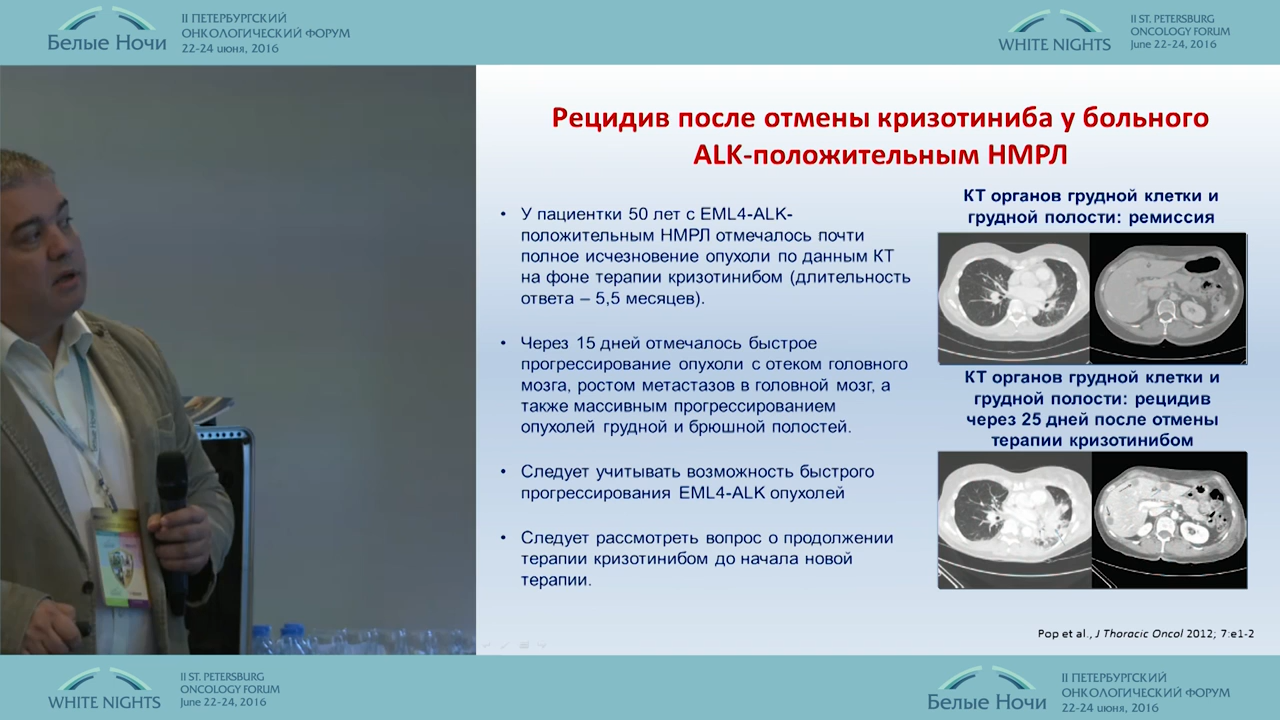 II ПЕТЕРБУРГСКИЙ
ОНКОЛОГИЧЕСКИЙ ФОРУМ
Белые Ночи
22-24 июня, 2016
II ST. PETERSBURG
ONCOLOGY FORUM
WHITE NIGHTS
June 22-24, 2016
Рецидив после отмены кризотиниба у больного
ALK-положительным НМРЛ
• У пациентки 50 лет с EML4-ALK-
положительным НМРЛ отмечалось почти
полное исчезновение опухоли по данным КТ
на фоне терапии кризотинибом (длительность
ответа – 5,5 месяцев).
• Через 15 дней отмечалось быстрое
прогрессирование опухоли с отеком головного
мозга, ростом метастазов в головной мозг, а
также массивным прогрессированием
опухолей грудной и брюшной полостей.
• Следует учитывать возможность быстрого
прогрессирования EML4-ALK опухолей
• Следует рассмотреть вопрос о продолжении
терапии кризотинибом до начала новой
терапии.
КТ органов грудной клетки и
грудной полости: ремиссия
КТ органов грудной клетки и
грудной полости: рецидив
через 25 дней после отмены
терапии кризотинибом
Pop et al., J Thoracic Oncol 2012; 7:e1-2
II ST. PETERSBURG
ONCOLOGY FORUM
WHITE NIGHTS
June 22-24, 2016
II ПЕТЕРБУРГСКИЙ
ОНКОЛОГИЧЕСКИЙ ФОРУМ
Белые Ночи
22-24 июня, 2016